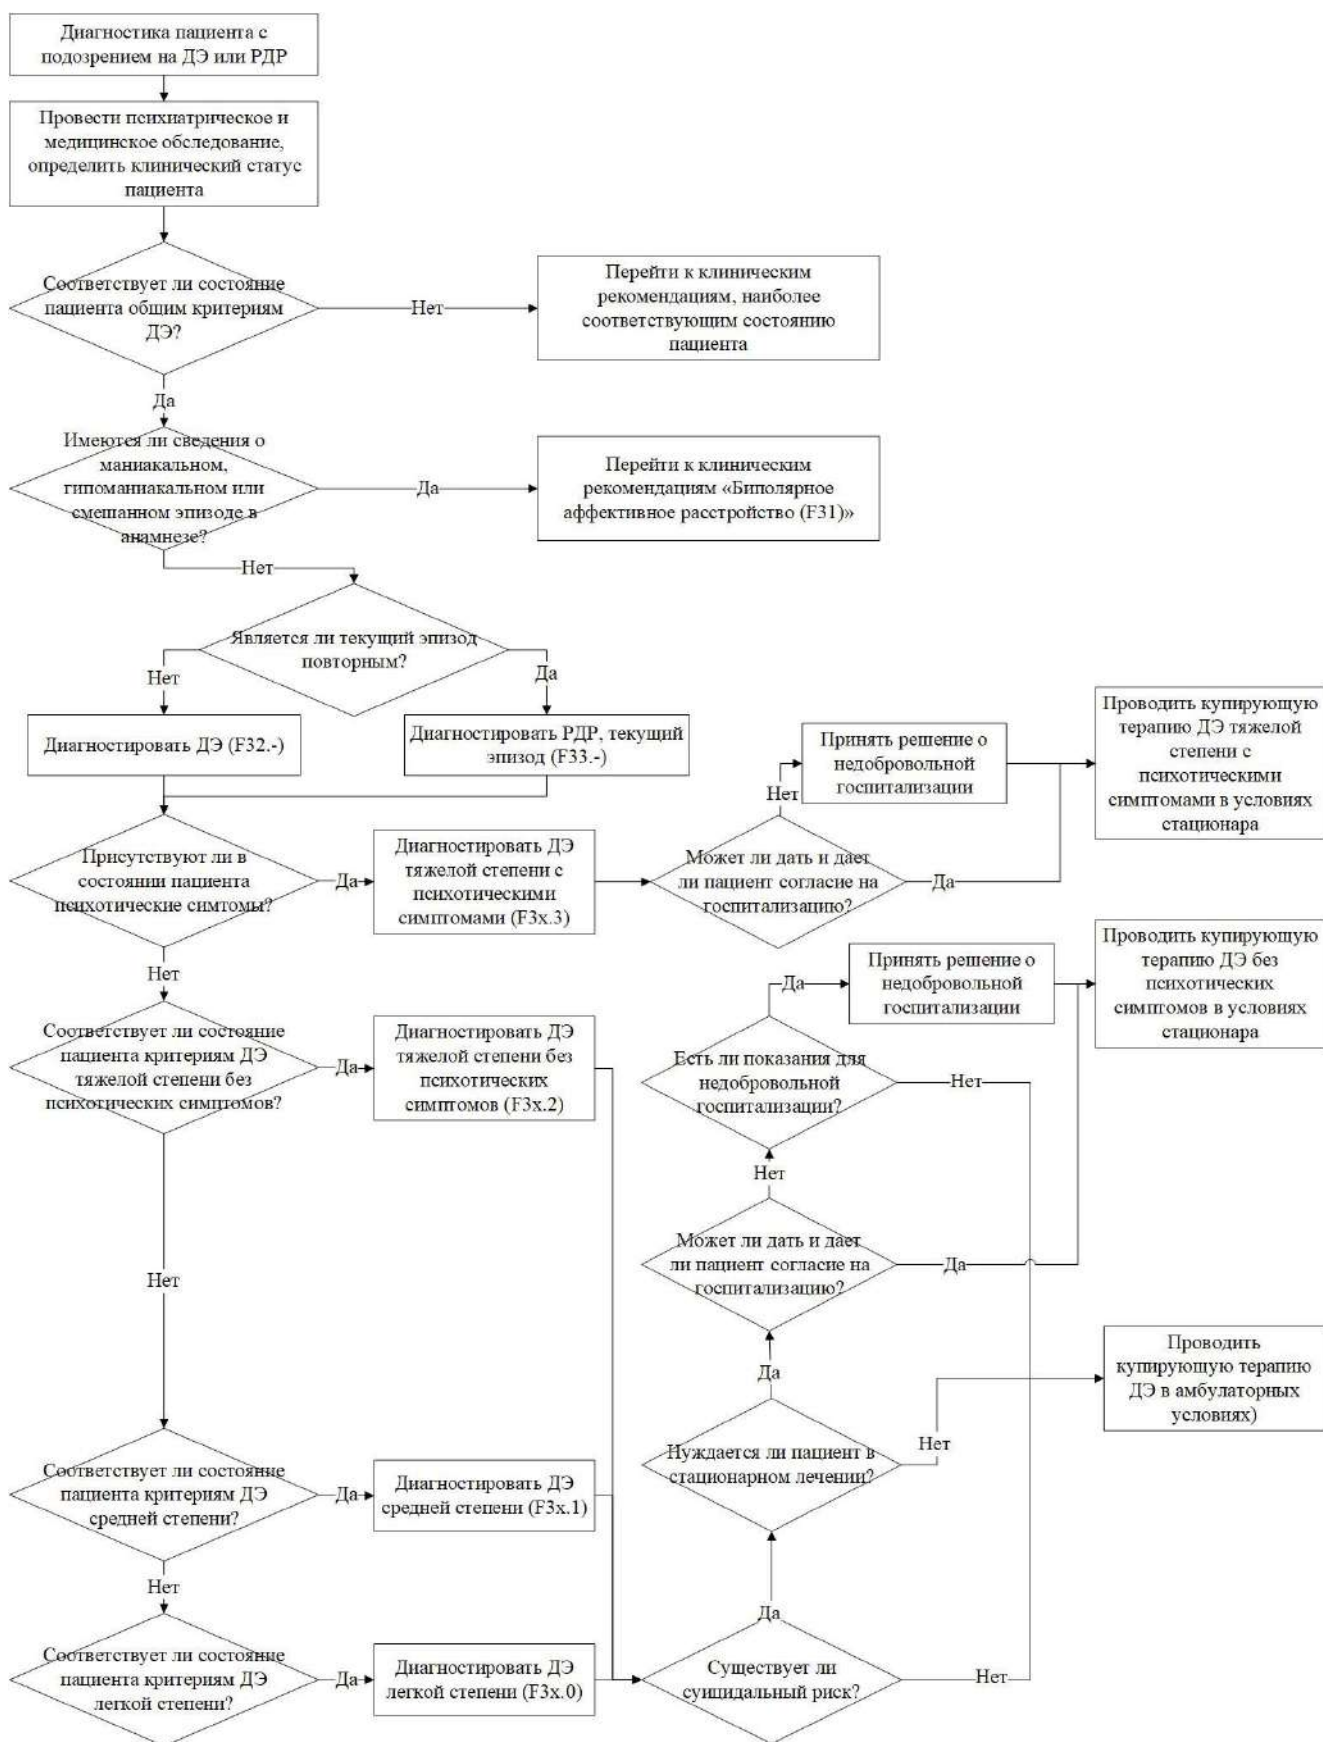 Диагностика пациента с
подозрением на ДЭ или РДР
Провести психиатрическое и
медицинское обследование,
определить клинический статус
пациента
Соответствует ли состояние
пациента общим критериям
ДЭ?
Нет
Перейти к клиническим
рекомендациям, наиболее
соответствующим состоянию
пациента
Да
Имеются ли сведения о
маниакальном,
гипоманиакальном или
смешанном эпизоде в
анамнезе?
Да
Перейти к клиническим
рекомендациям «Биполярное
аффективное расстройство (F31)»
Нет
Является ли текущий эпизод
повторным?
Нет
Да
Диагностировать ДЭ (F32.-)
Диагностировать РДР, текущий
эпизод (F33.-)
Присутствуют ли в
состоянии пациента
психотические симтомы?
Да
Диагностировать ДЭ
тяжелой степени с
психотическими
симптомами (F3x.3)
Может ли дать и дает
ли пациент согласие на
госпитализацию?
Нет
Принять решение о
недобровольной
госпитализации
Да
Проводить купирующую
терапию ДЭ тяжелой
степени с
психотическими
симптомами в условиях
стационара
Нет
Соответствует ли состояние
пациента критериям ДЭ
тяжелой степени без
психотических симптомов?
Да
Диагностировать ДЭ
тяжелой степени без
психотических
симптомов (F3x.2)
Есть ли показания для
недобровольной
госпитализации?
Да
Принять решение о
недобровольной
госпитализации
Проводить купирующую
терапию ДЭ без
психотических
симптомов в условиях
стационара
Нет
Нет
Может ли дать и дает
ли пациент согласие на
госпитализацию?
Да
Нет
Да
Проводить
купирующую терапию
ДЭ в амбулаторных
условиях)
Нуждается ли пациент в
стационарном лечении?
Нет
Соответствует ли состояние
пациента критериям ДЭ
средней степени?
Да
Диагностировать ДЭ
средней степени (F3x.1)
Нет
Да
Соответствует ли состояние
пациента критериям ДЭ
легкой степени?
Да
Диагностировать ДЭ
легкой степени (F3x.0)
Существует ли
суицидальный риск?
Нет